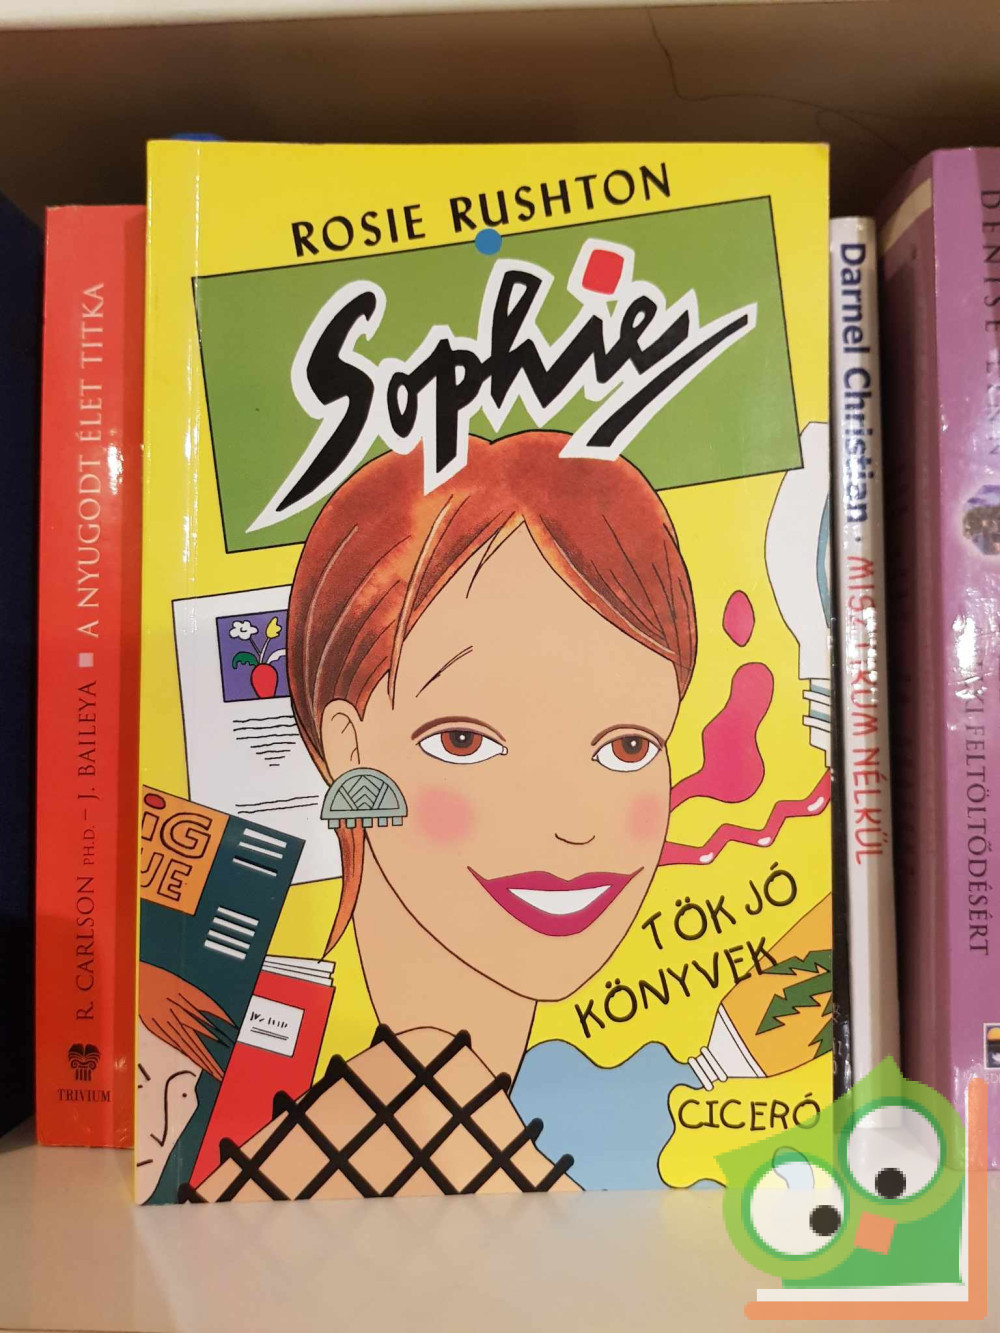 ROSIE RUSHTON
Sophie
TÖK JÓ
KÖNYVEK
CICERÓ
R. CARLSON PH.D. – J. BAILEYA ■ A NYUGODT ÉLET TITKA
TRIVIUM
Darnel Christian · MISZTIKUM NÉLKÜL
DENISE
FELTÖLTŐDÉSÉRT